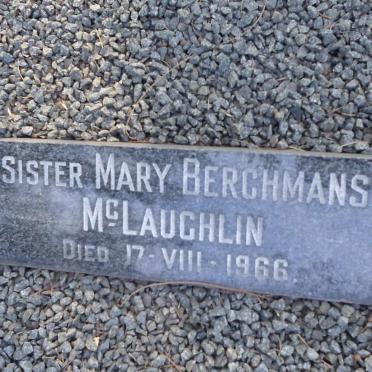 SISTER MARY BERCHMANS
McLAUGHLIN
DIED 17-VIII-1966